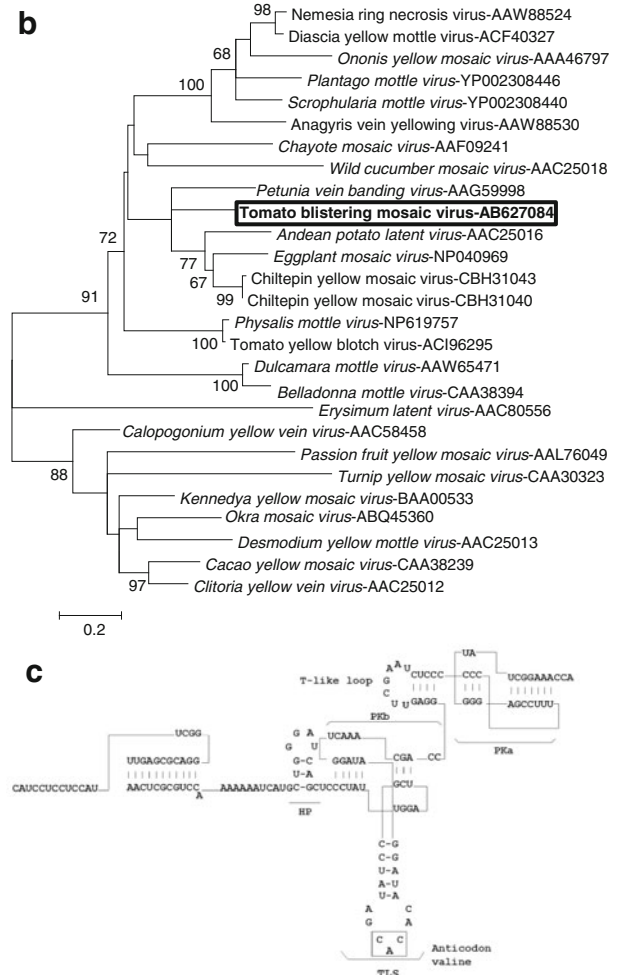 b
98
Nemesia ring necrosis virus-AAW88524
Diascia yellow mottle virus-ACF40327
68
Ononis yellow mosaic virus-AAA46797
100
Plantago mottle virus-YP002308446
Scrophularia mottle virus-YP002308440
Anagyris vein yellowing virus-AAW88530
Chayote mosaic virus-AAF09241
Wild cucumber mosaic virus-AAC25018
Petunia vein banding virus-AAG59998
Tomato blistering mosaic virus-AB627084
72
Andean potato latent virus-AAC25016
77
Eggplant mosaic virus-NP040969
67
Chiltepin yellow mosaic virus-CBH31043
99
Chiltepin yellow mosaic virus-CBH31040
91
Physalis mottle virus-NP619757
100
Tomato yellow blotch virus-ACI96295
Dulcamara mottle virus-AAW65471
100
Belladonna mottle virus-CAA38394
Erysimum latent virus-AAC80556
Calopogonium yellow vein virus-AAC58458
88
Passion fruit yellow mosaic virus-AAL76049
Turnip yellow mosaic virus-CAA30323
Kennedya yellow mosaic virus-BAA00533
Okra mosaic virus-ABQ45360
Desmodium yellow mottle virus-AAC25013
Cacao yellow mosaic virus-CAA38239
97
Clitoria yellow vein virus-AAC25012
0.2
c
UA
A U CUCCC CCC UCGGAAACCA
T-like loop A
G
C
U U GAGG GGG AGCCUUU
PKb
PKa
UCGG
G A UCAAA
G U
UUGAGCGCAGG G-C GGAUA CGA CC
U-A
CAUCCUCCUCCAU AACUCGCGUCC A AAAAAAUCAUGC-GCUCCCUAU GCU
HP
UGGA
C-G
C-G
U-A
A-U
U-A
A C
G A
C C
A
Anticodon
valine
TLS